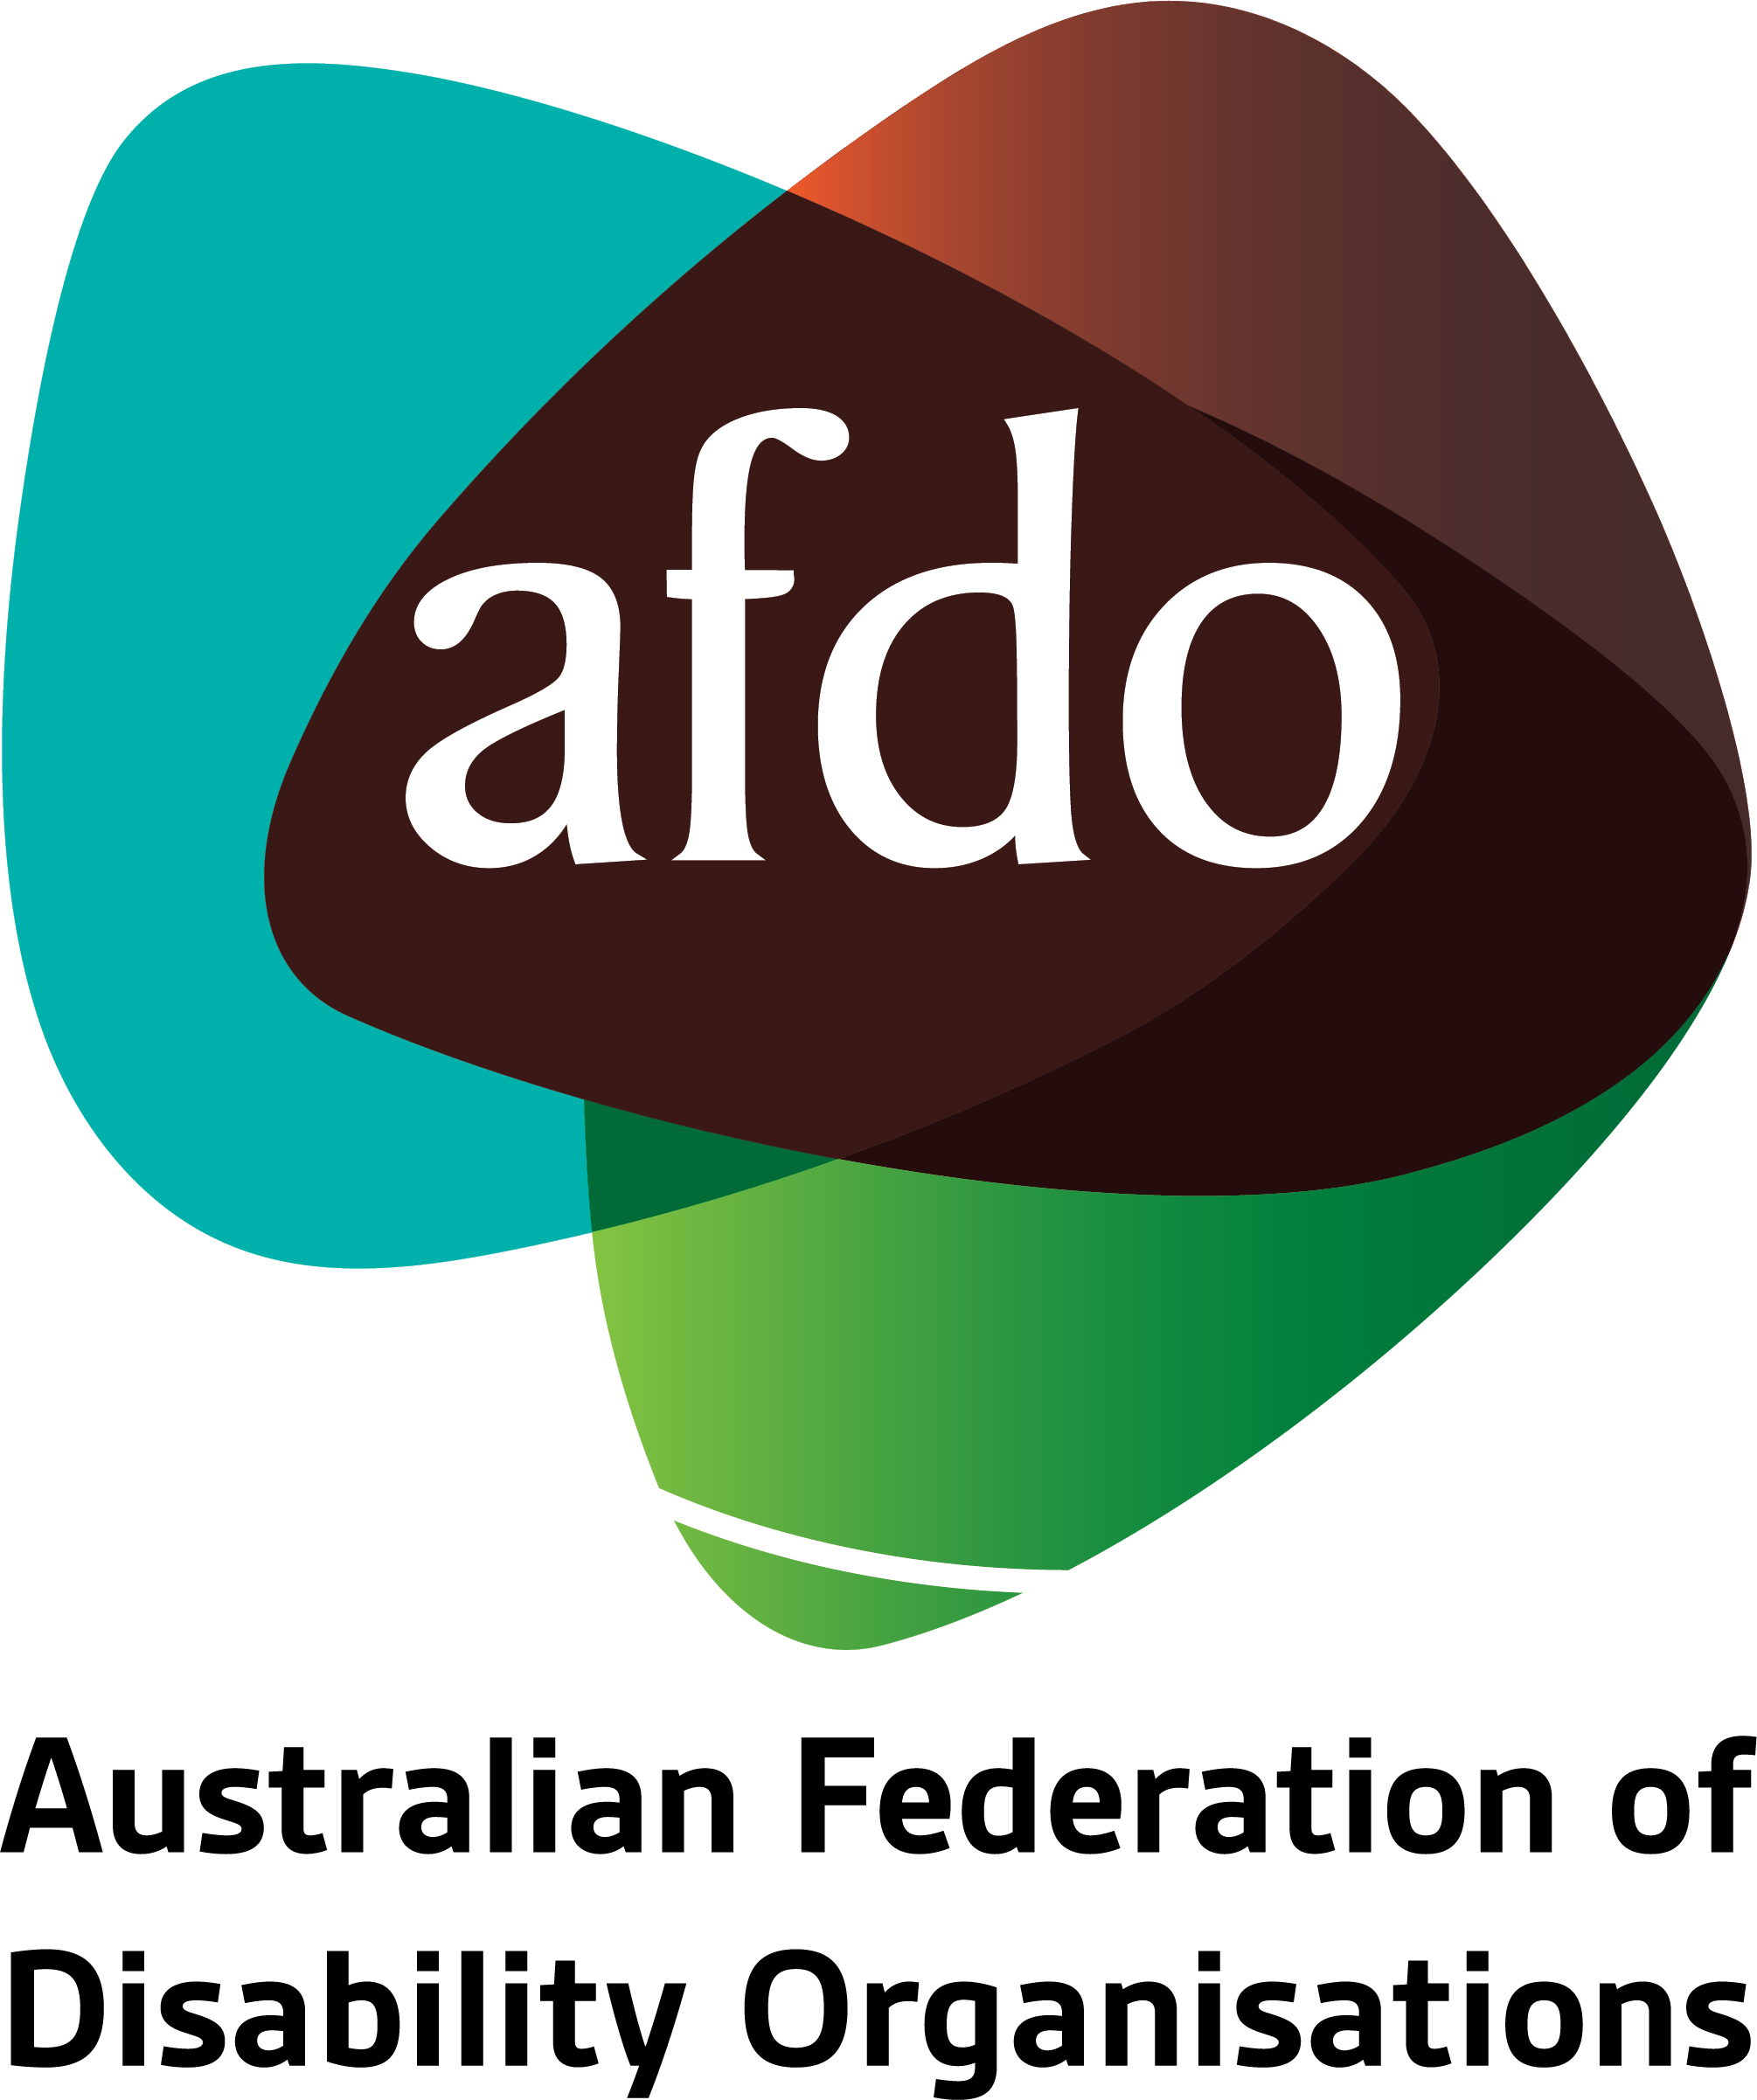 afdo
Australian Federation of
Disability Organisations